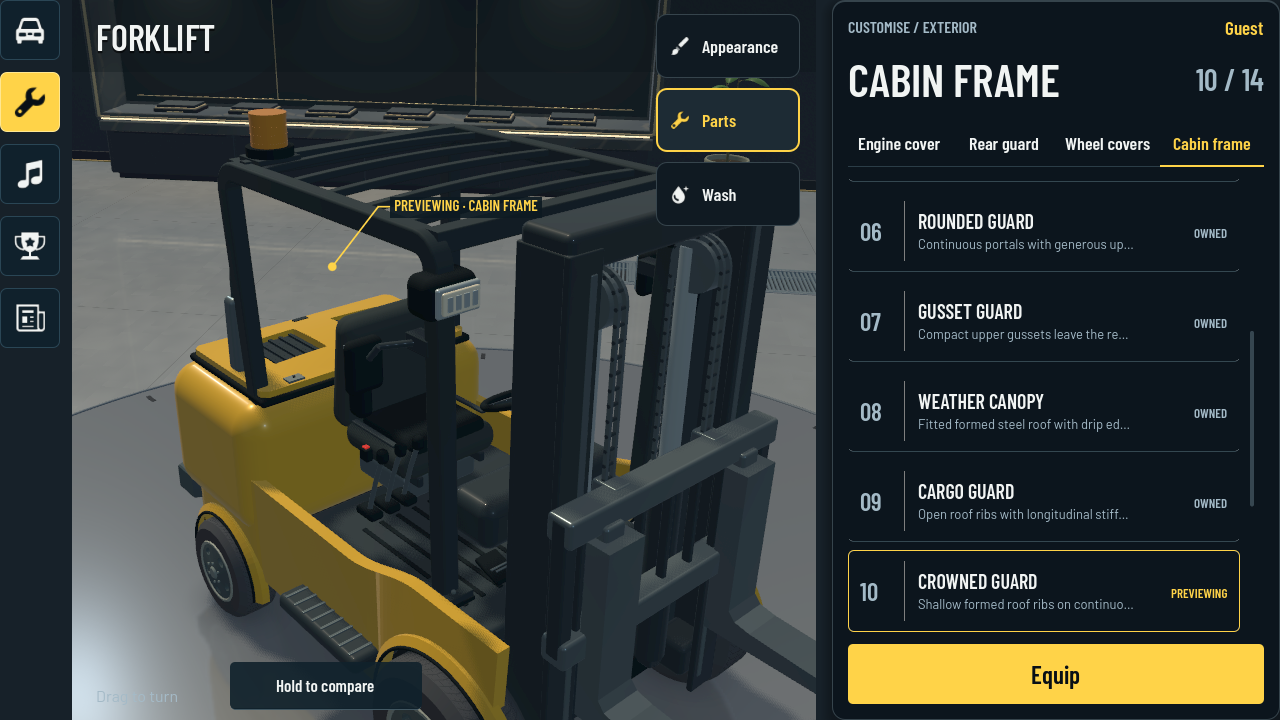 FORKLIFT
Appearance
Parts
Wash
PREVIEWING · CABIN FRAME
Drag to turn
Hold to compare
CUSTOMISE / EXTERIOR
Guest
CABIN FRAME
10 / 14
Engine cover
Rear guard
Wheel covers
Cabin frame
06
ROUNDED GUARD
Continuous portals with generous up...
OWNED
07
GUSSET GUARD
Compact upper gussets leave the re...
OWNED
08
WEATHER CANOPY
Fitted formed steel roof with drip ed...
OWNED
09
CARGO GUARD
Open roof ribs with longitudinal stiff...
OWNED
10
CROWNED GUARD
Shallow formed roof ribs on continuo...
PREVIEWING
Equip